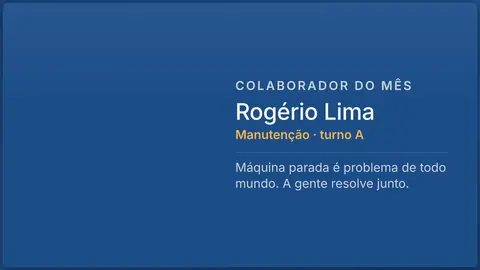 COLABORADOR DO MÊS
Rogério Lima
Manutenção · turno A
Máquina parada é problema de todo
mundo. A gente resolve junto.